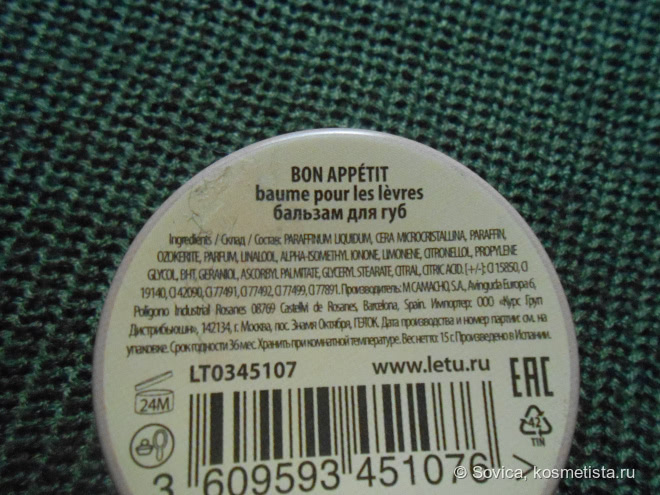 BON APPÉTIT
baume pour les lèvres
бальзам для губ
Ingredients / Склад / Состав: PARAFFINUM LIQUIDUM, CERA MICROCRISTALLINA, PARAFFIN,
OZOKERITE, PARFUM, LINALOOL, ALPHA-ISOMETHYL IONONE, LIMONENE, CITRONELLOL, PROPYLENE
GLYCOL, BHT, GERANIOL, ASCORBYL PALMITATE, GLYCERYL STEARATE, CITRAL, CITRIC ACID. [+/-]: CI 15850, CI
19140, CI 42090, CI 77491, CI 77492, CI 77499, CI 77891. Производитель: M CAMACHO, S.A., Avinguda Europa 6,
Poligono Industrial Rosanes 08769 Castellvi de Rosanes, Barcelona, Spain. Импортер: ООО «Курс Груп
Дистрибьюшн», 142134, г. Москва, пос. Знамя Октября, ГЕПОК. Дата производства и номер партии: см. на
упаковке. Срок годности 36 мес. Хранить при комнатной температуре. Вес нетто: 15 г. Произведено в Испании.
LT0345107 www.letu.ru
EAC
24M
42
TIN
3 609593 451076 >
© Sovica, kosmetista.ru